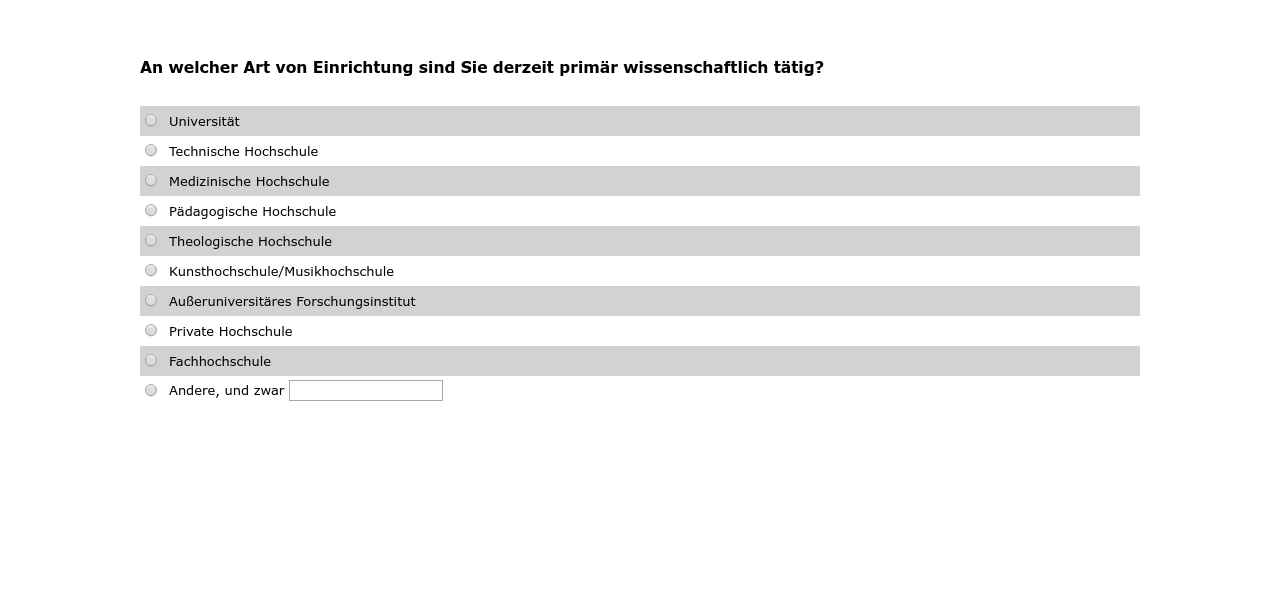 An welcher Art von Einrichtung sind Sie derzeit primär wissenschaftlich tätig?
Universität
Technische Hochschule
Medizinische Hochschule
Pädagogische Hochschule
Theologische Hochschule
Kunsthochschule/Musikhochschule
Außeruniversitäres Forschungsinstitut
Private Hochschule
Fachhochschule
Andere, und zwar